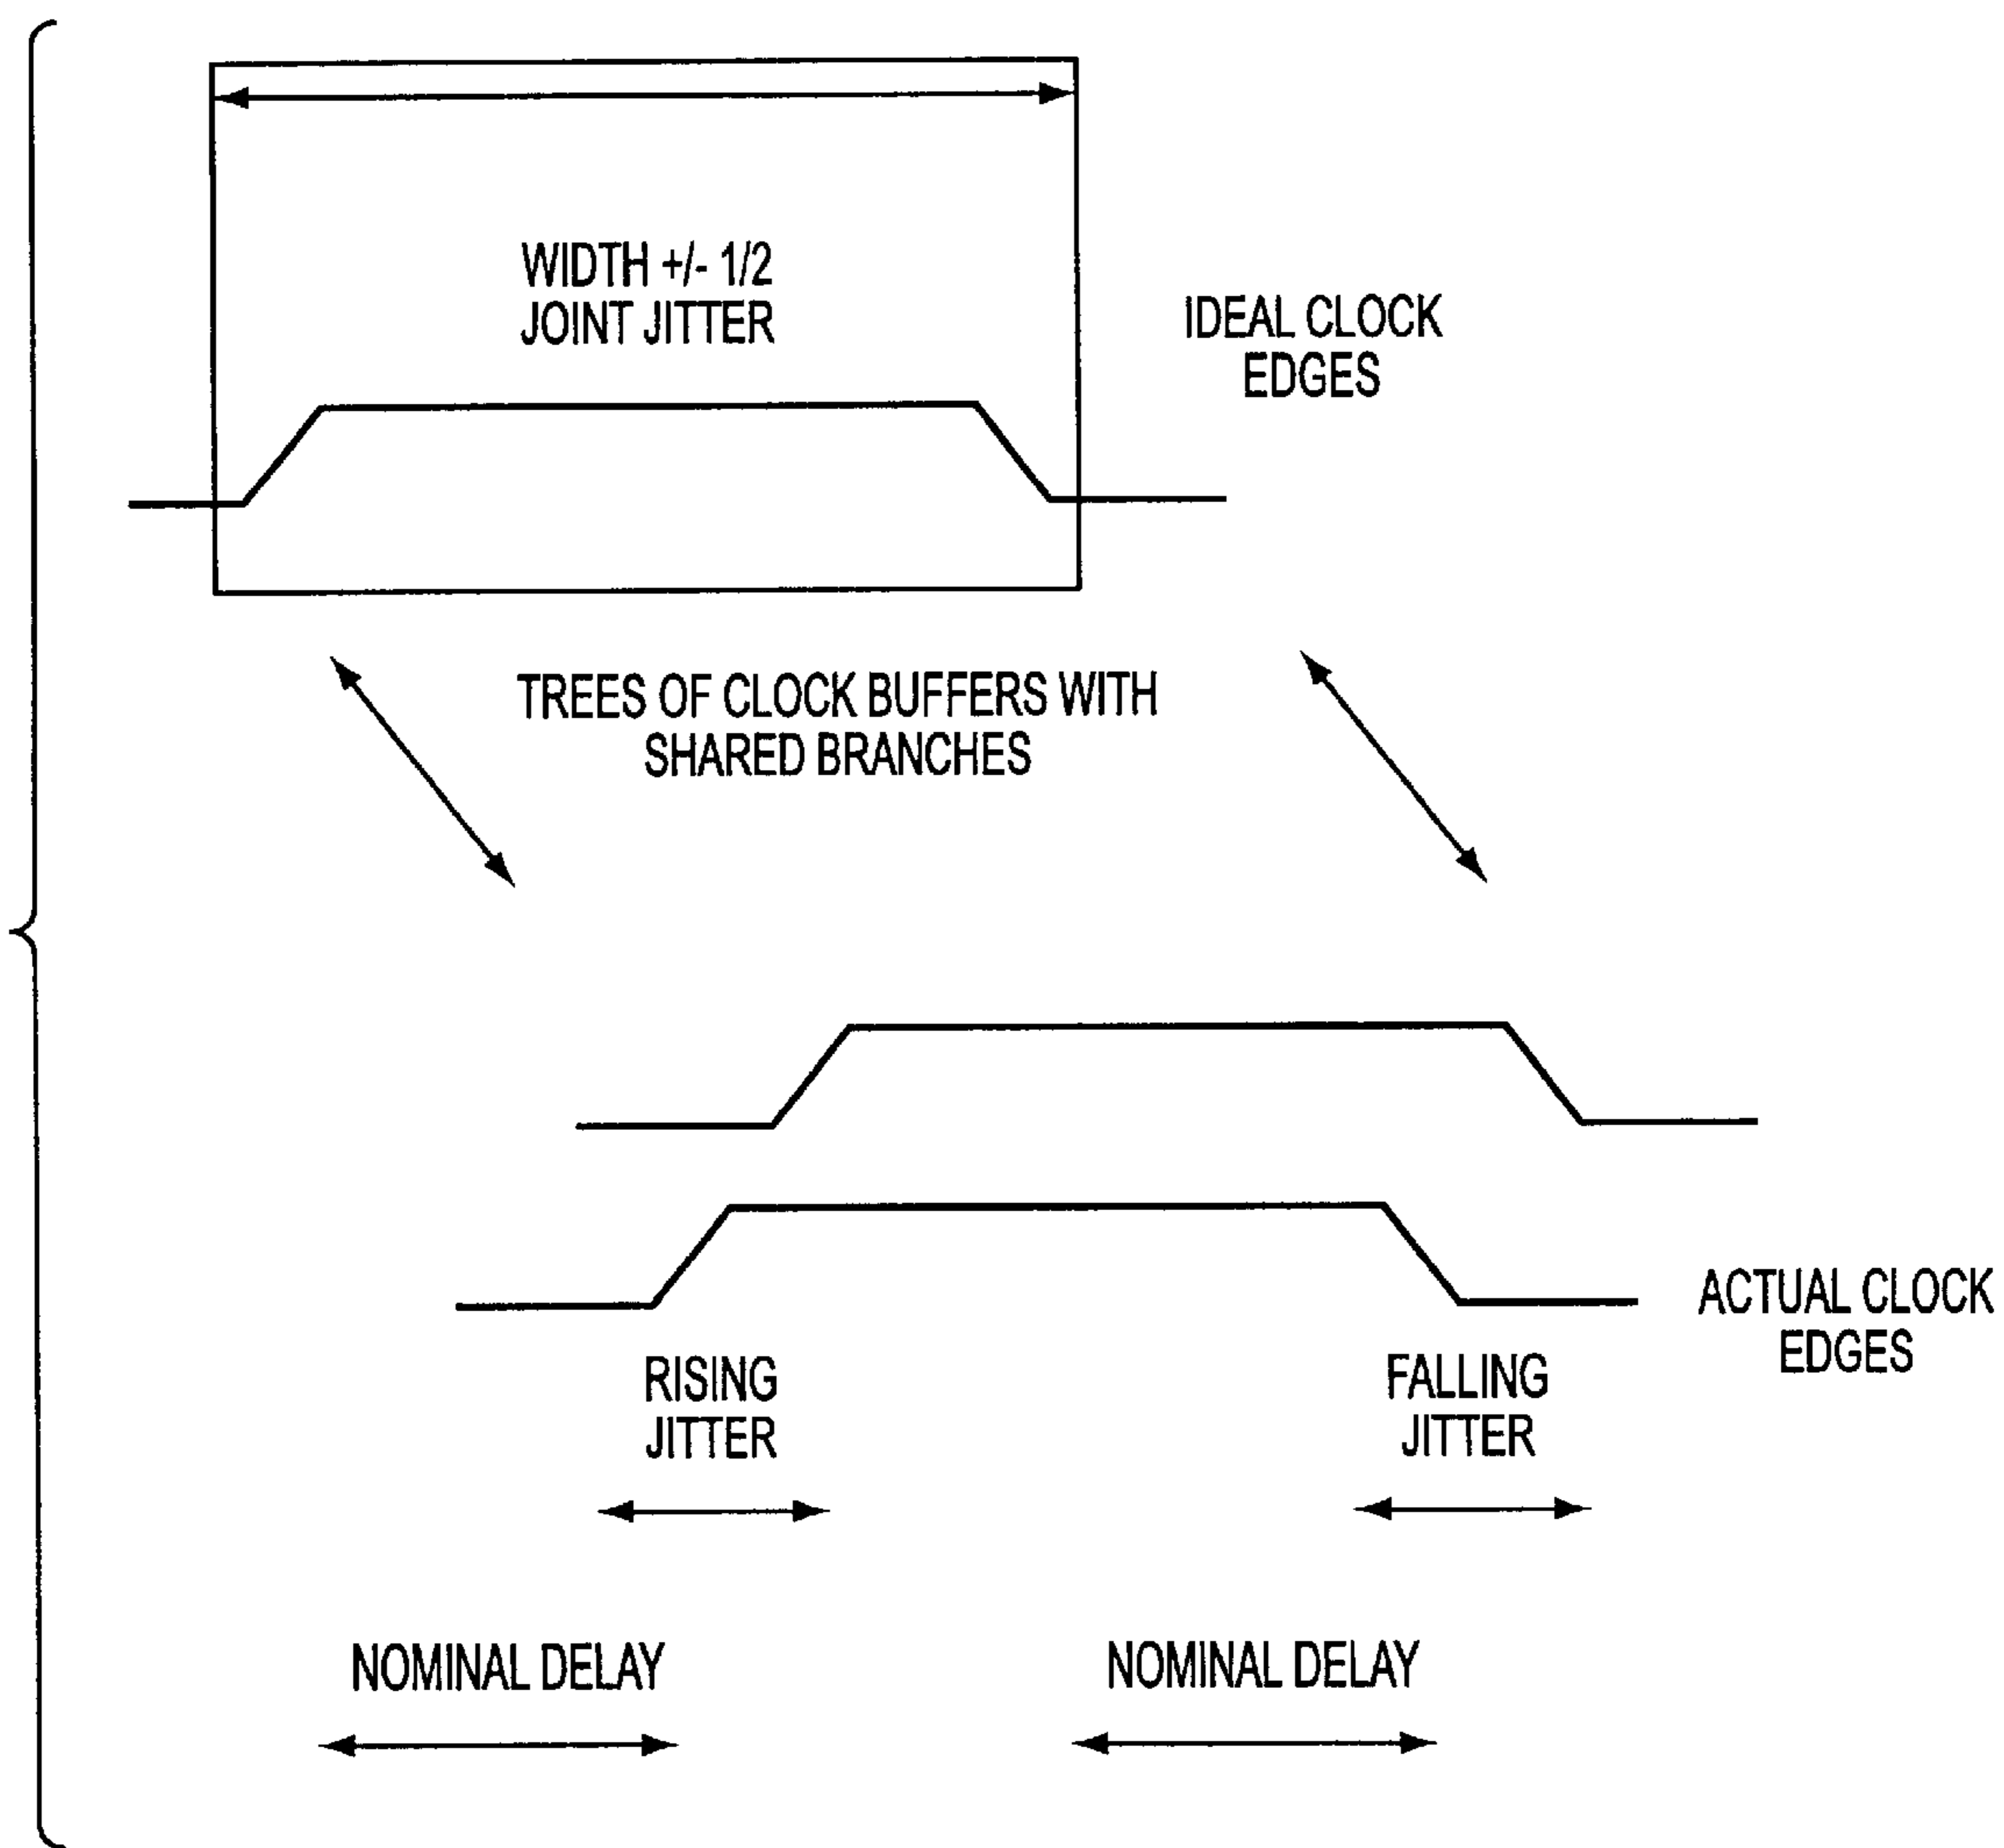 WIDTH +/- 1/2
JOINT JITTER
IDEAL CLOCK
EDGES
TREES OF CLOCK BUFFERS WITH
SHARED BRANCHES
ACTUAL CLOCK
EDGES
RISING
JITTER
FALLING
JITTER
NOMINAL DELAY
NOMINAL DELAY